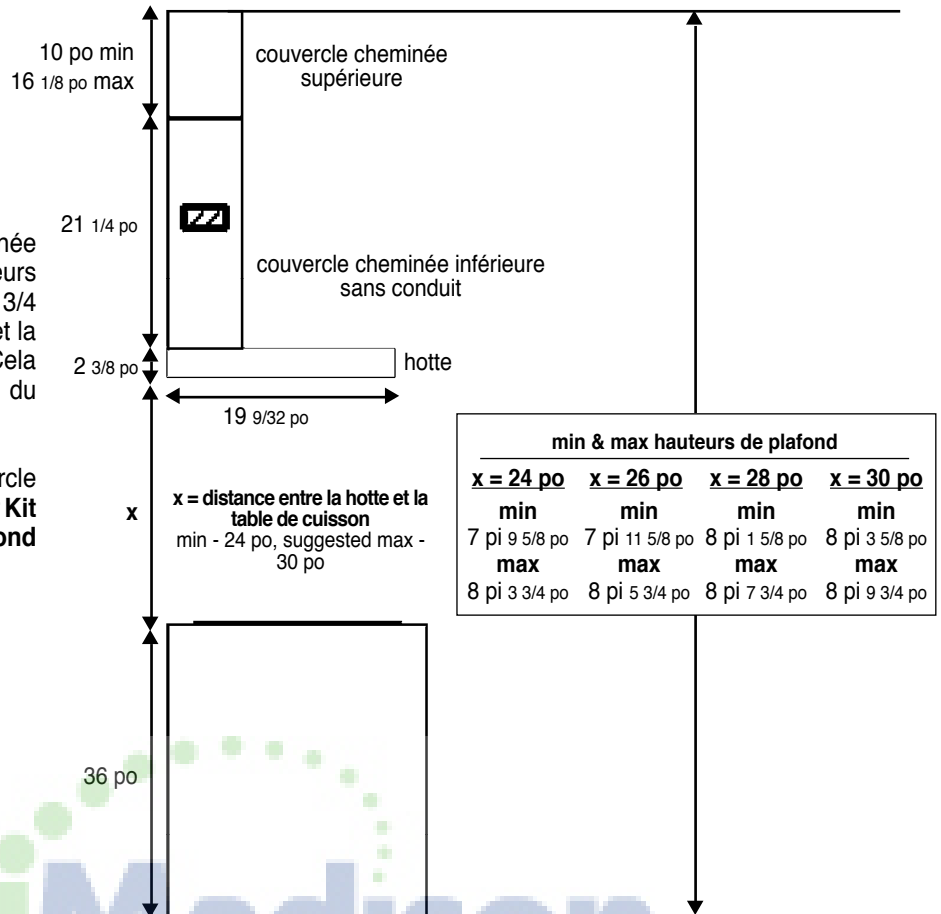 10 po min
16 1/8 po max
couvercle cheminée
supérieure
21 1/4 po
couvercle cheminée inférieure
sans conduit
3/4
et la
du
2 3/8 po
hotte
19 9/32 po
Kit
x
x = distance entre la hotte et la
table de cuisson
min - 24 po, suggested max -
30 po
min & max hauteurs de plafond
x = 24 po x = 26 po x = 28 po x = 30 po
min min min min
7 pi 9 5/8 po 7 pi 11 5/8 po 8 pi 1 5/8 po 8 pi 3 5/8 po
max max max max
8 pi 3 3/4 po 8 pi 5 3/4 po 8 pi 7 3/4 po 8 pi 9 3/4 po
36 po